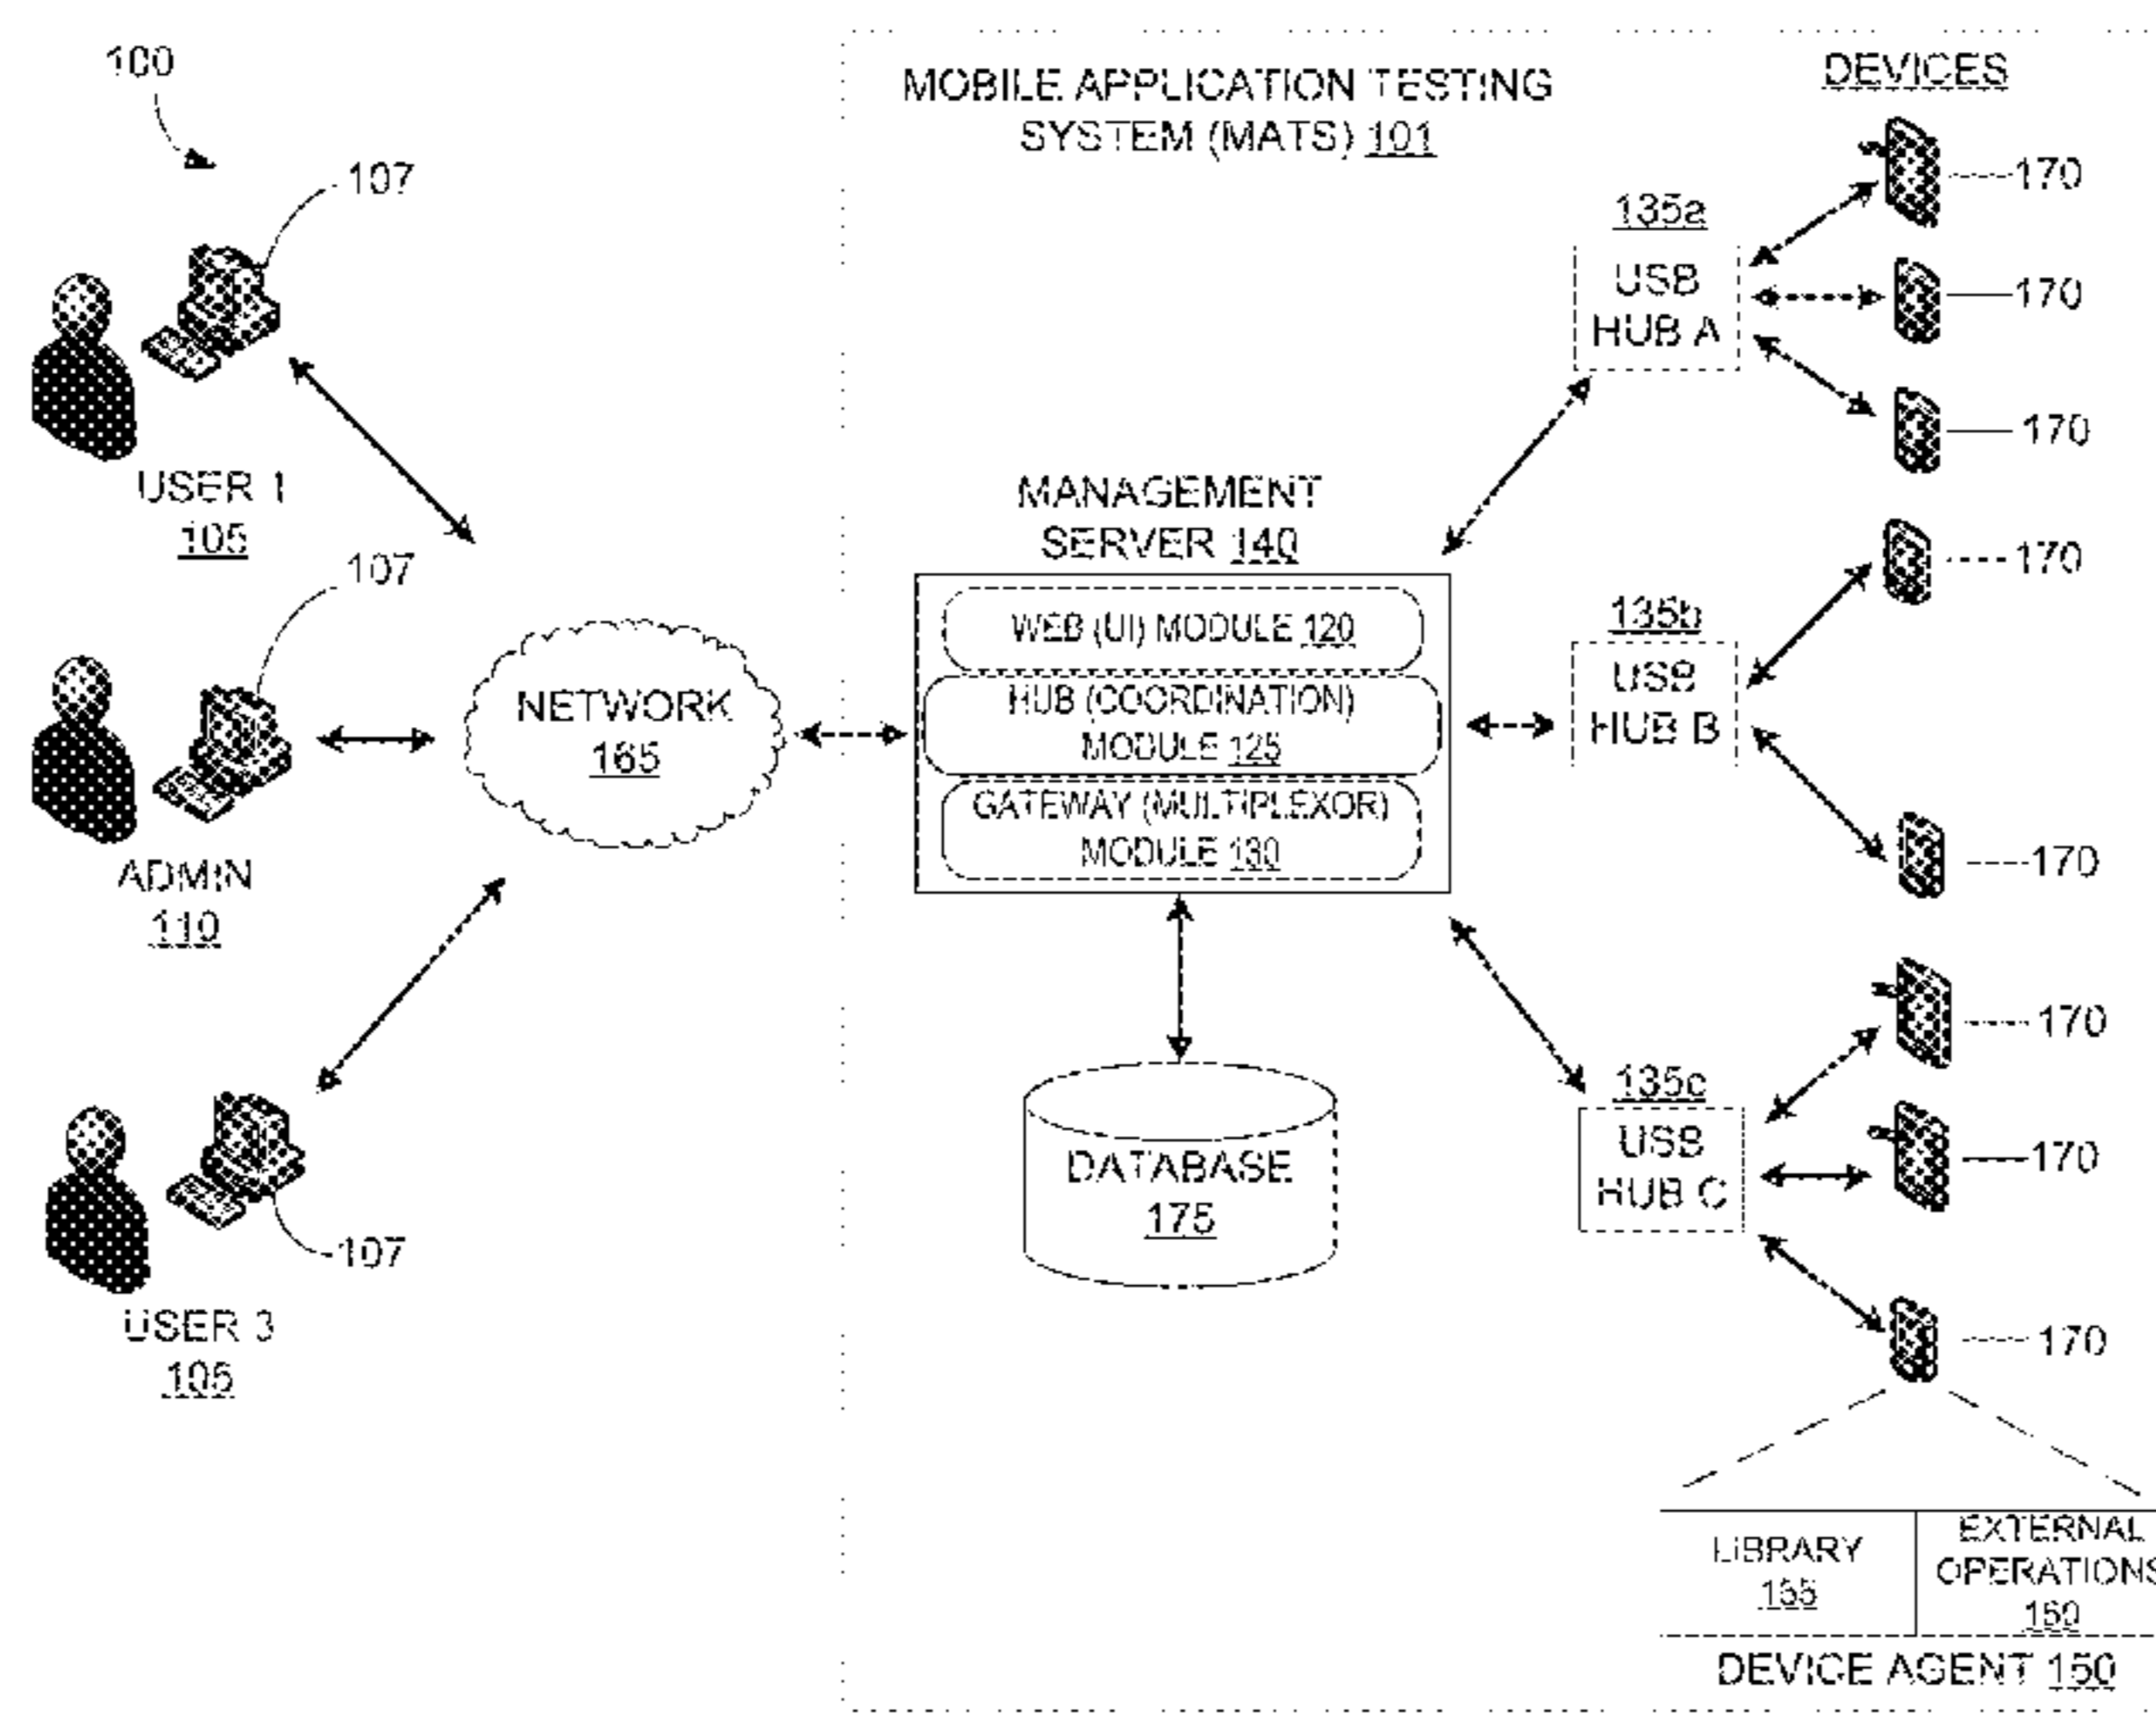 100
107
USER 1
105
107
ADMIN
110
USER 3
105
107
NETWORK
165
MOBILE APPLICATION TESTING
SYSTEM (MATS) 101
MANAGEMENT
SERVER 140
WEB (UI) MODULE 120
HUB (COORDINATION)
MODULE 125
GATEWAY (MULTIPLEXOR)
MODULE 130
DATABASE
175
135a
USB
HUB A
135b
USB
HUB B
135c
USB
HUB C
DEVICES
170
170
170
170
170
170
170
170
LIBRARY
155
EXTERNAL
OPERATIONS
160
DEVICE AGENT 150